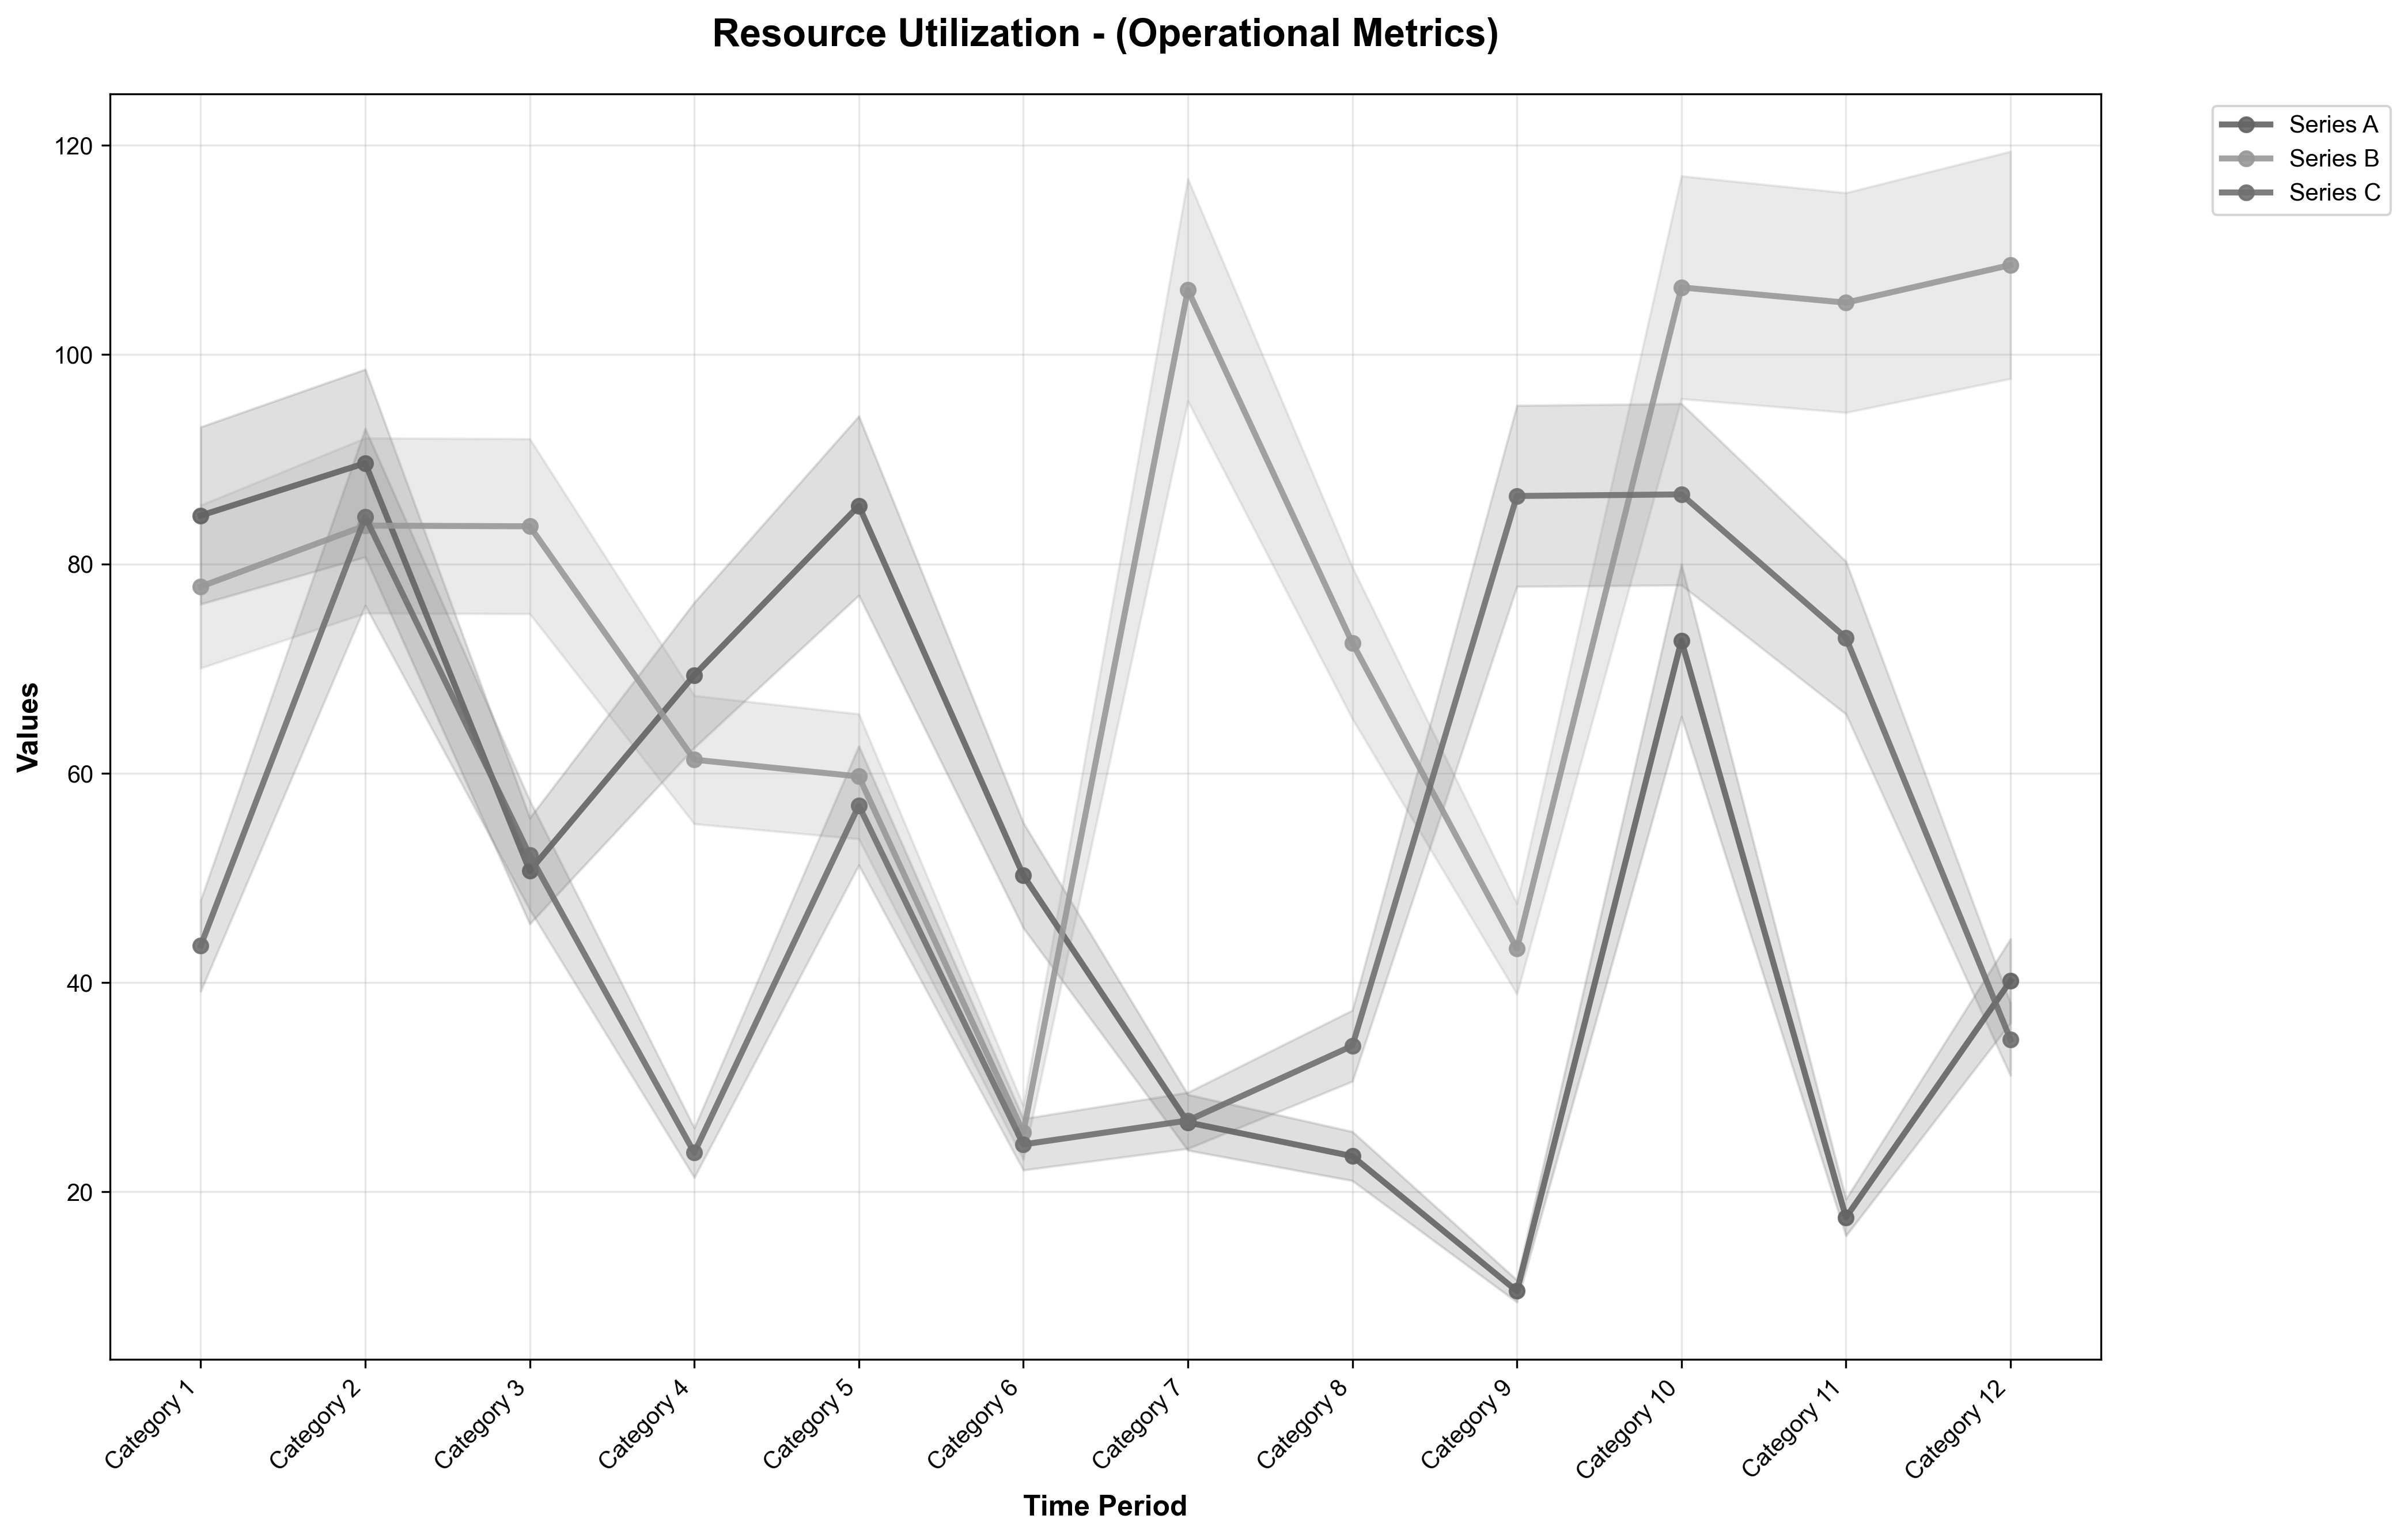 Resource Utilization - (Operational Metrics)
Series A
Series B
Series C
Values
120
100
80
60
40
20
Category 1
Category 2
Category 3
Category 4
Category 5
Category 6
Category 7
Category 8
Category 9
Category 10
Category 11
Category 12
Time Period